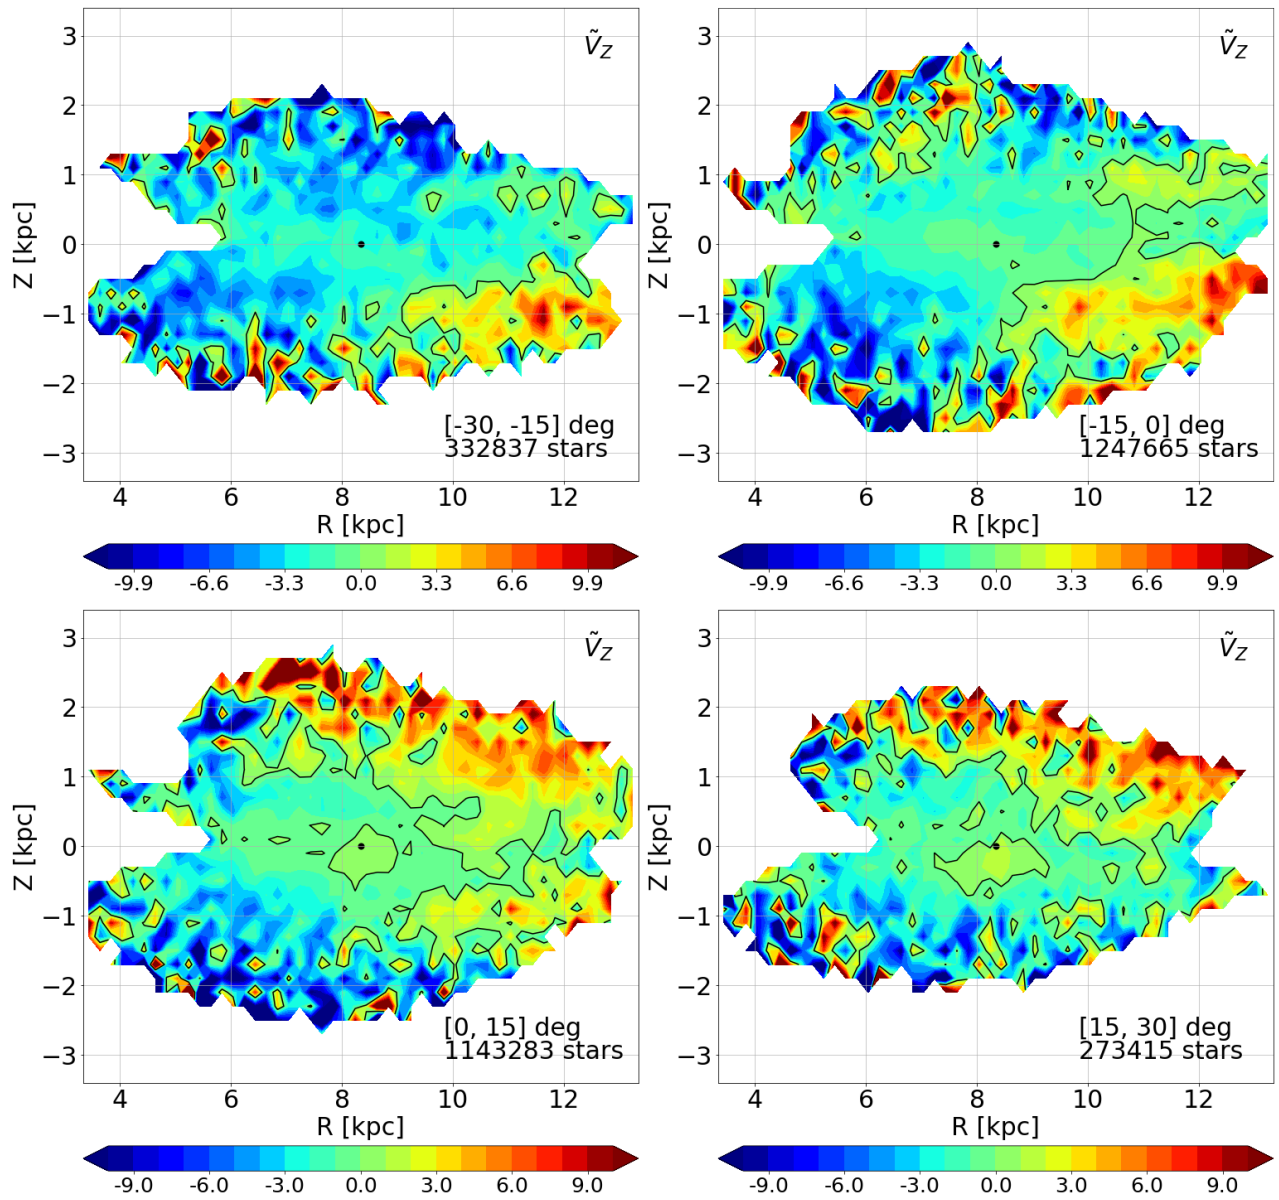 3
2
1
0
−1
−2
−3
Z [kpc]
Ṽ_Z
[-30, -15] deg
332837 stars
4 6 8 10 12
R [kpc]
-9.9 -6.6 -3.3 0.0 3.3 6.6 9.9
3
2
1
0
−1
−2
−3
Z [kpc]
Ṽ_Z
[-15, 0] deg
1247665 stars
4 6 8 10 12
R [kpc]
-9.9 -6.6 -3.3 0.0 3.3 6.6 9.9
3
2
1
0
−1
−2
−3
Z [kpc]
Ṽ_Z
[0, 15] deg
1143283 stars
4 6 8 10 12
R [kpc]
-9.0 -6.0 -3.0 0.0 3.0 6.0 9.0
3
2
1
0
−1
−2
−3
Z [kpc]
Ṽ_Z
[15, 30] deg
273415 stars
4 6 8 10 12
R [kpc]
-9.0 -6.0 -3.0 0.0 3.0 6.0 9.0